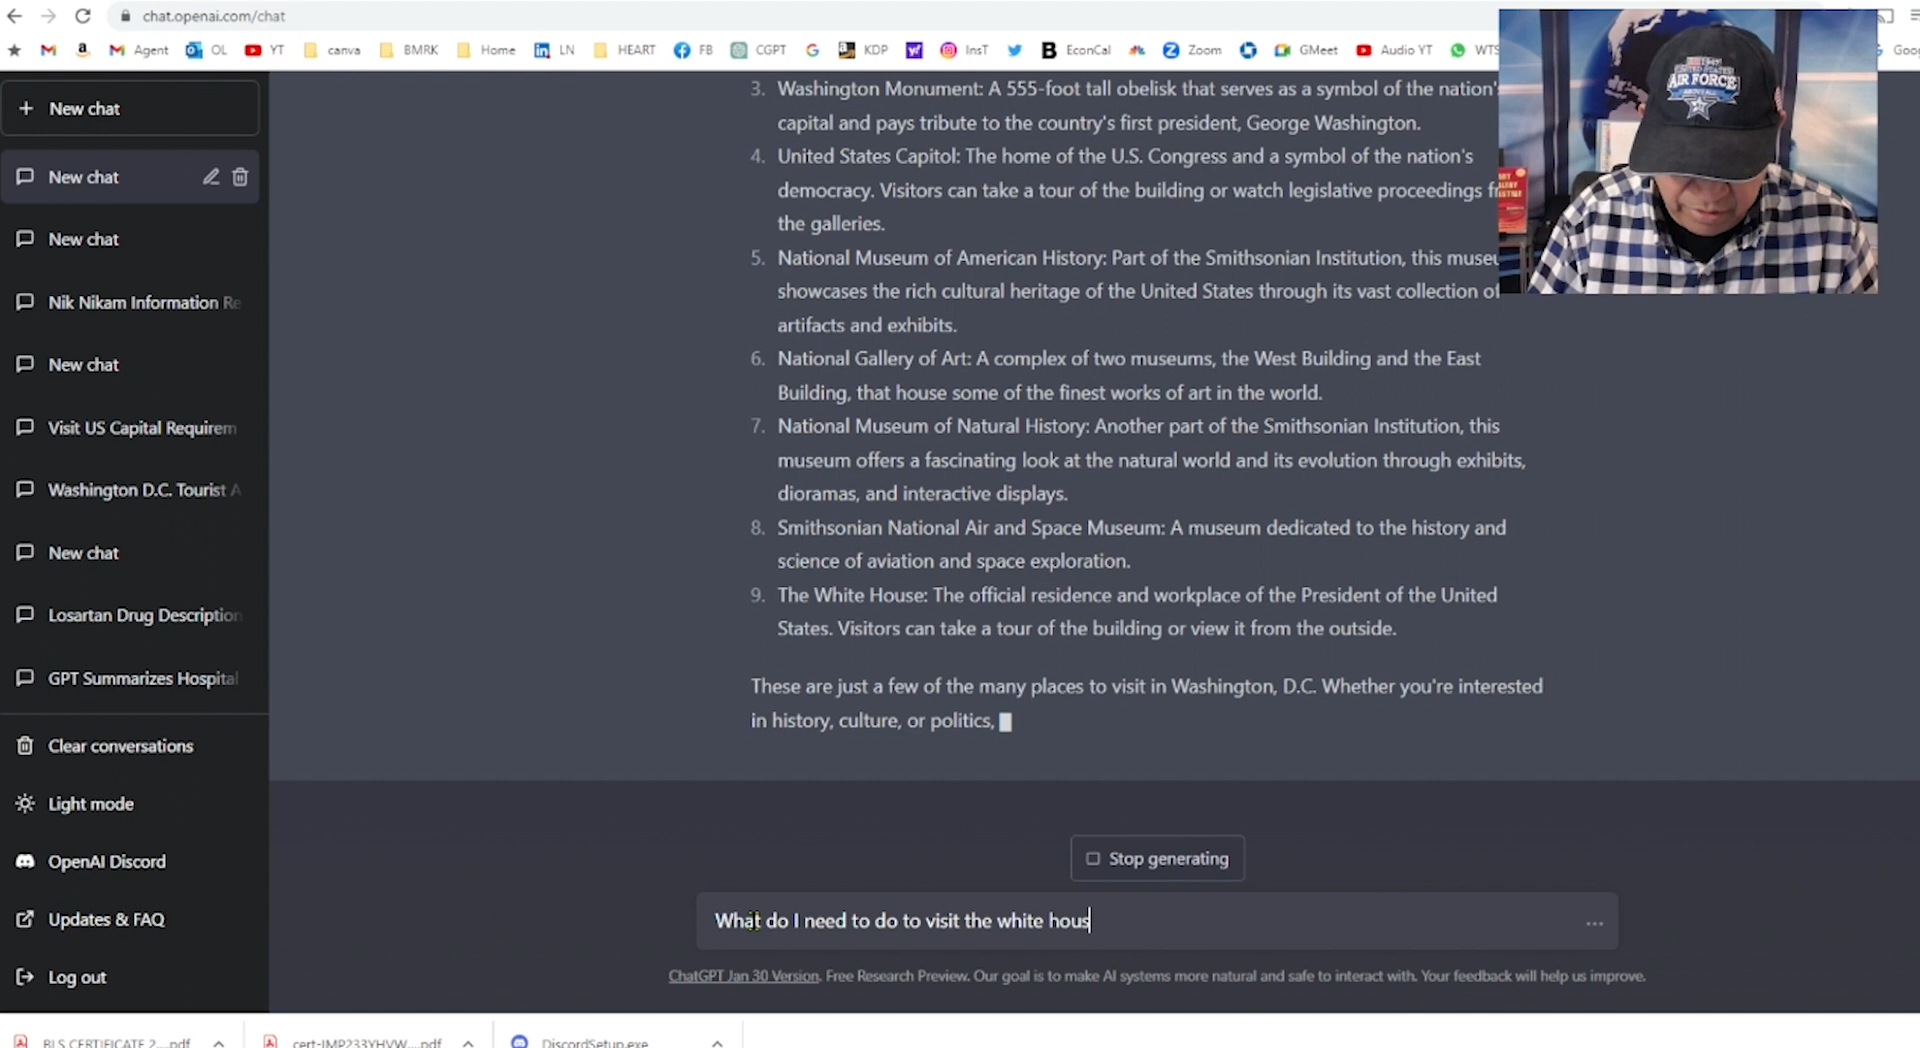 chat.openai.com/chat
Agent OL YT canva BMRK Home LN HEART FB CGPT KDP InsT EconCal Zoom GMeet Audio YT WTS Goog
AIR FORCE
+ New chat
New chat
New chat
Nik Nikam Information Re
New chat
Visit US Capital Requirem
Washington D.C. Tourist A
New chat
Losartan Drug Description
GPT Summarizes Hospital
Clear conversations
Light mode
OpenAI Discord
Updates & FAQ
Log out
3. Washington Monument: A 555-foot tall obelisk that serves as a symbol of the nation's
capital and pays tribute to the country's first president, George Washington.
4. United States Capitol: The home of the U.S. Congress and a symbol of the nation's
democracy. Visitors can take a tour of the building or watch legislative proceedings fr
the galleries.
5. National Museum of American History: Part of the Smithsonian Institution, this museu
showcases the rich cultural heritage of the United States through its vast collection of
artifacts and exhibits.
6. National Gallery of Art: A complex of two museums, the West Building and the East
Building, that house some of the finest works of art in the world.
7. National Museum of Natural History: Another part of the Smithsonian Institution, this
museum offers a fascinating look at the natural world and its evolution through exhibits,
dioramas, and interactive displays.
8. Smithsonian National Air and Space Museum: A museum dedicated to the history and
science of aviation and space exploration.
9. The White House: The official residence and workplace of the President of the United
States. Visitors can take a tour of the building or view it from the outside.
These are just a few of the many places to visit in Washington, D.C. Whether you're interested
in history, culture, or politics,
Stop generating
What do I need to do to visit the white hous
ChatGPT Jan 30 Version. Free Research Preview. Our goal is to make AI systems more natural and safe to interact with. Your feedback will help us improve.
BLS CERTIFICATE 2....pdf cert-IMP233YHVW....pdf DiscordSetup.exe